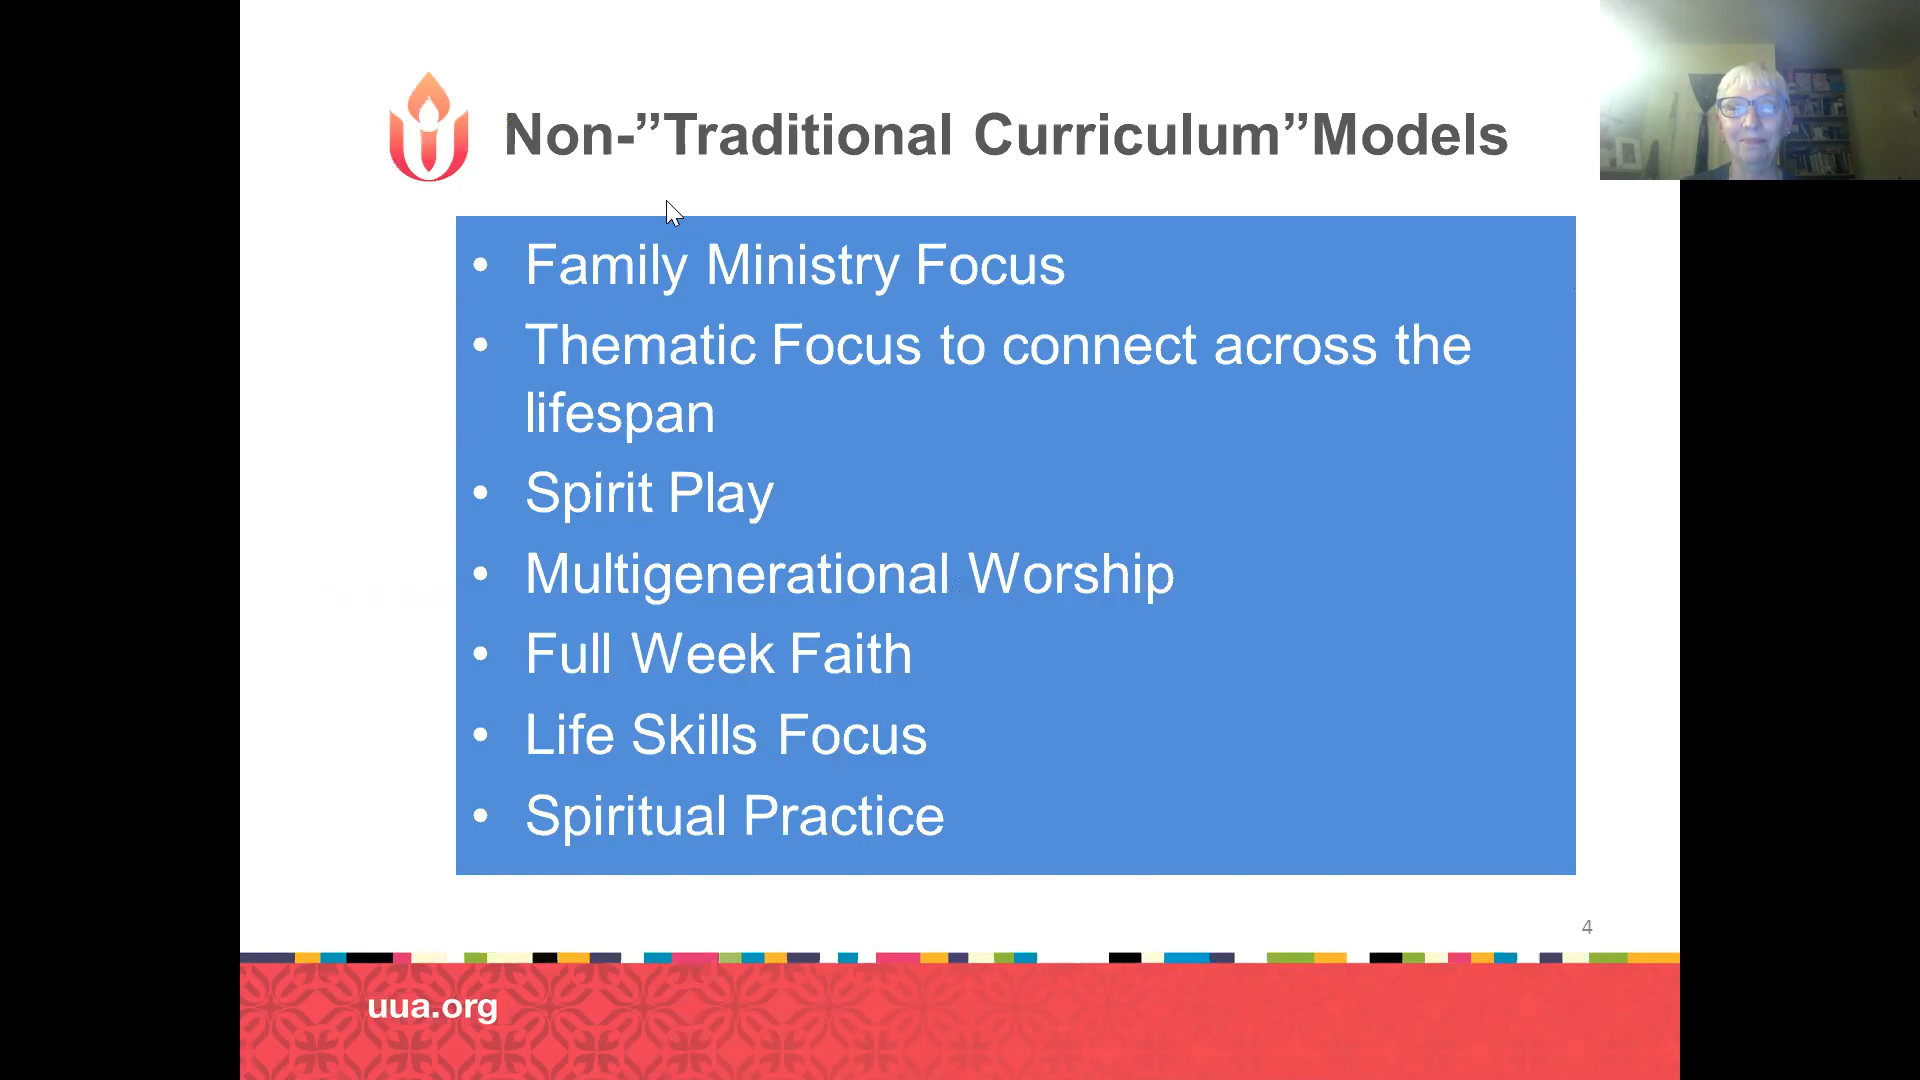 Non-”Traditional Curriculum”Models
• Family Ministry Focus
• Thematic Focus to connect across the
lifespan
• Spirit Play
• Multigenerational Worship
• Full Week Faith
• Life Skills Focus
• Spiritual Practice
4
uua.org